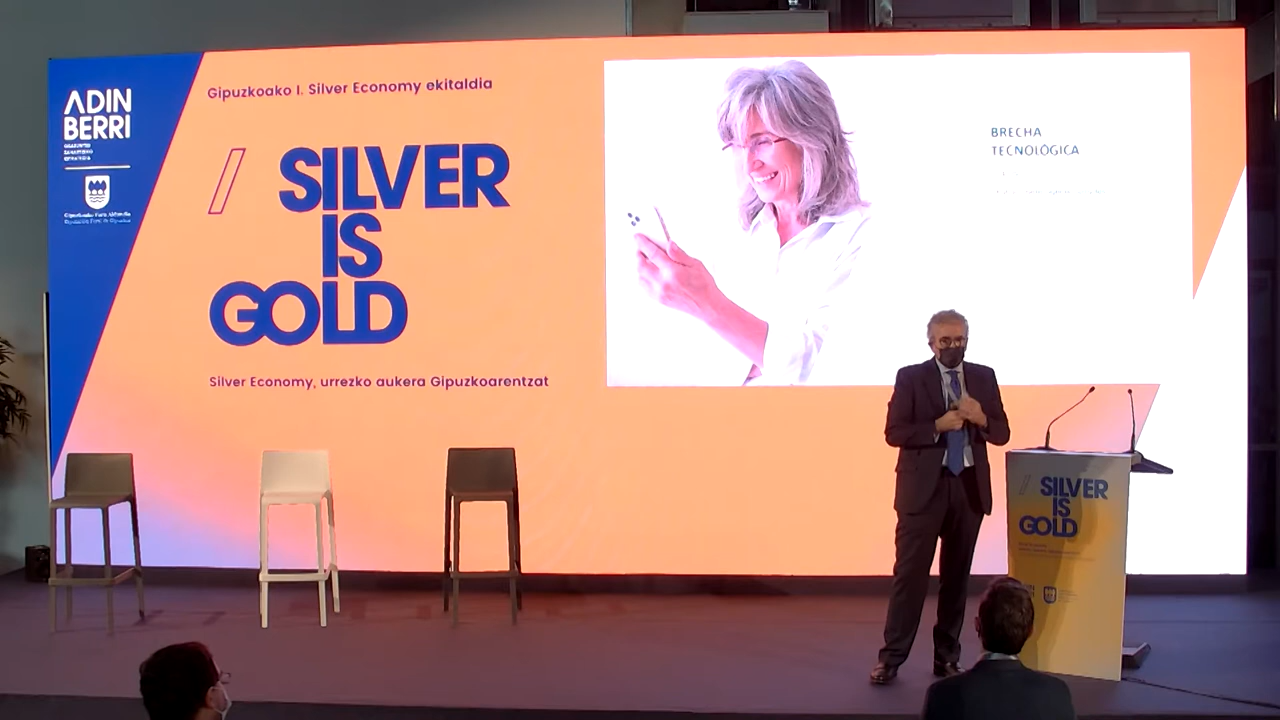 ADIN
BERRI
Gipuzkoako I. Silver Economy ekitaldia
/ SILVER
IS
GOLD
Silver Economy, urrezko aukera Gipuzkoarentzat
BRECHA
TECNOLÓGICA
/ SILVER
IS
GOLD